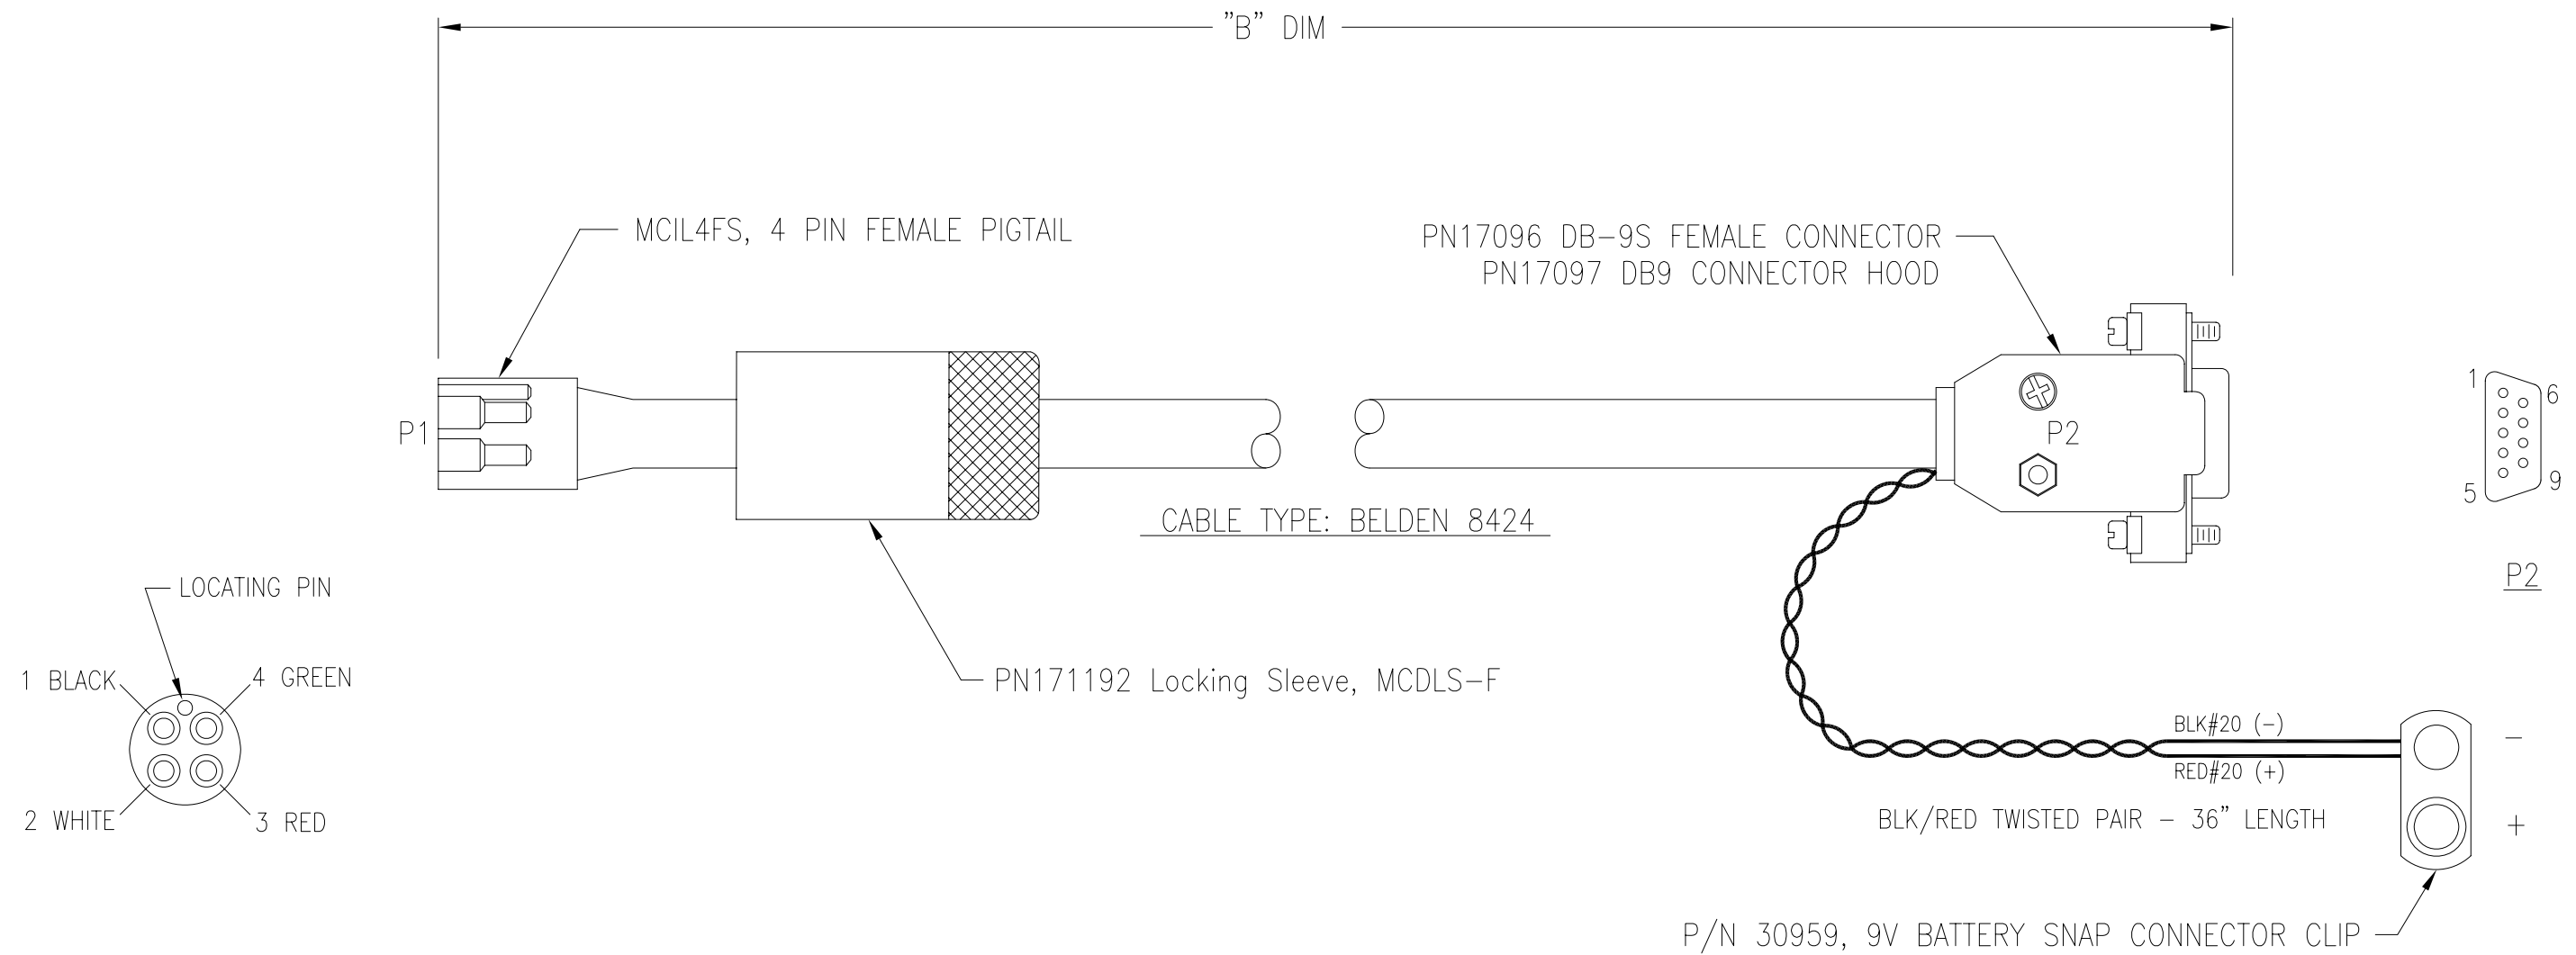 "B" DIM
MCIL4FS, 4 PIN FEMALE PIGTAIL
PN17096 DB-9S FEMALE CONNECTOR
PN17097 DB9 CONNECTOR HOOD
P1
P2
1
6
5
9
P2
CABLE TYPE: BELDEN 8424
LOCATING PIN
1 BLACK
4 GREEN
2 WHITE
3 RED
PN171192 Locking Sleeve, MCDLS-F
BLK#20 (-)
RED#20 (+)
-
+
BLK/RED TWISTED PAIR - 36" LENGTH
P/N 30959, 9V BATTERY SNAP CONNECTOR CLIP